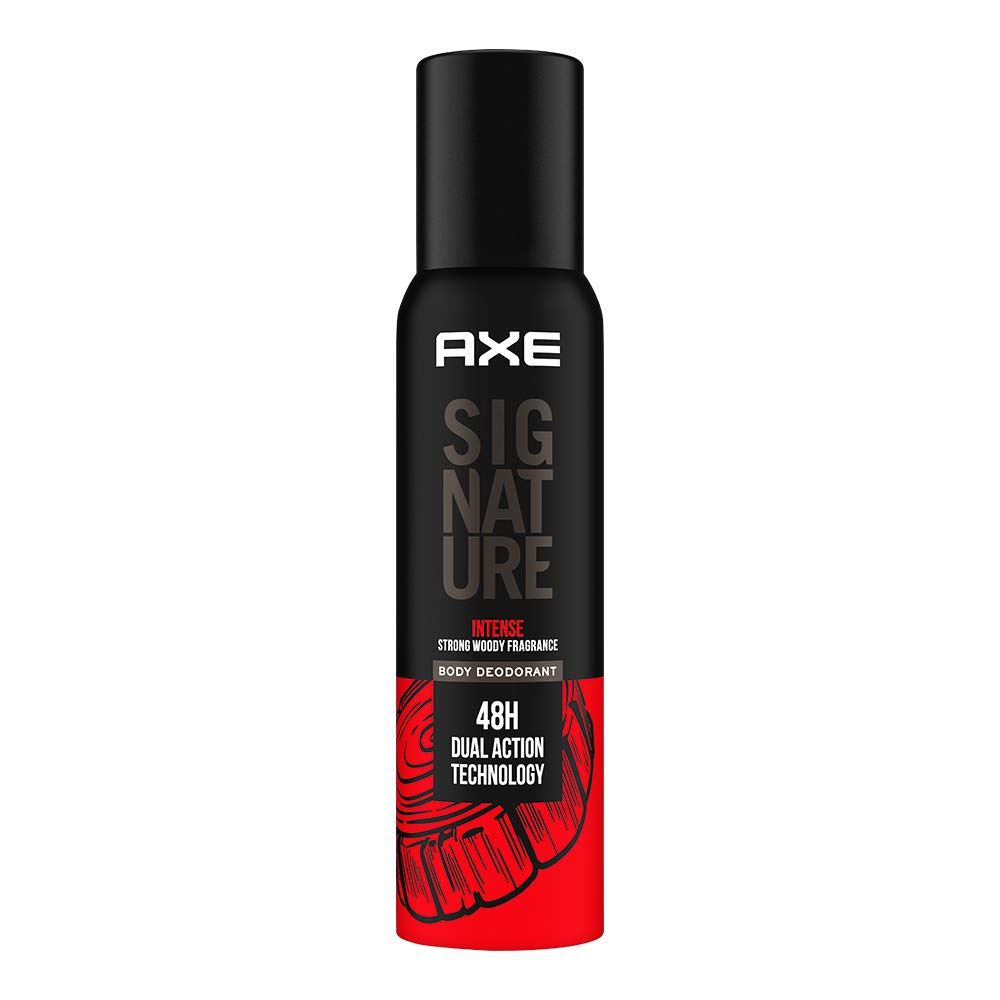 AXE
SIG
NAT
URE
INTENSE
STRONG WOODY FRAGRANCE
BODY DEODORANT
48H
DUAL ACTION
TECHNOLOGY